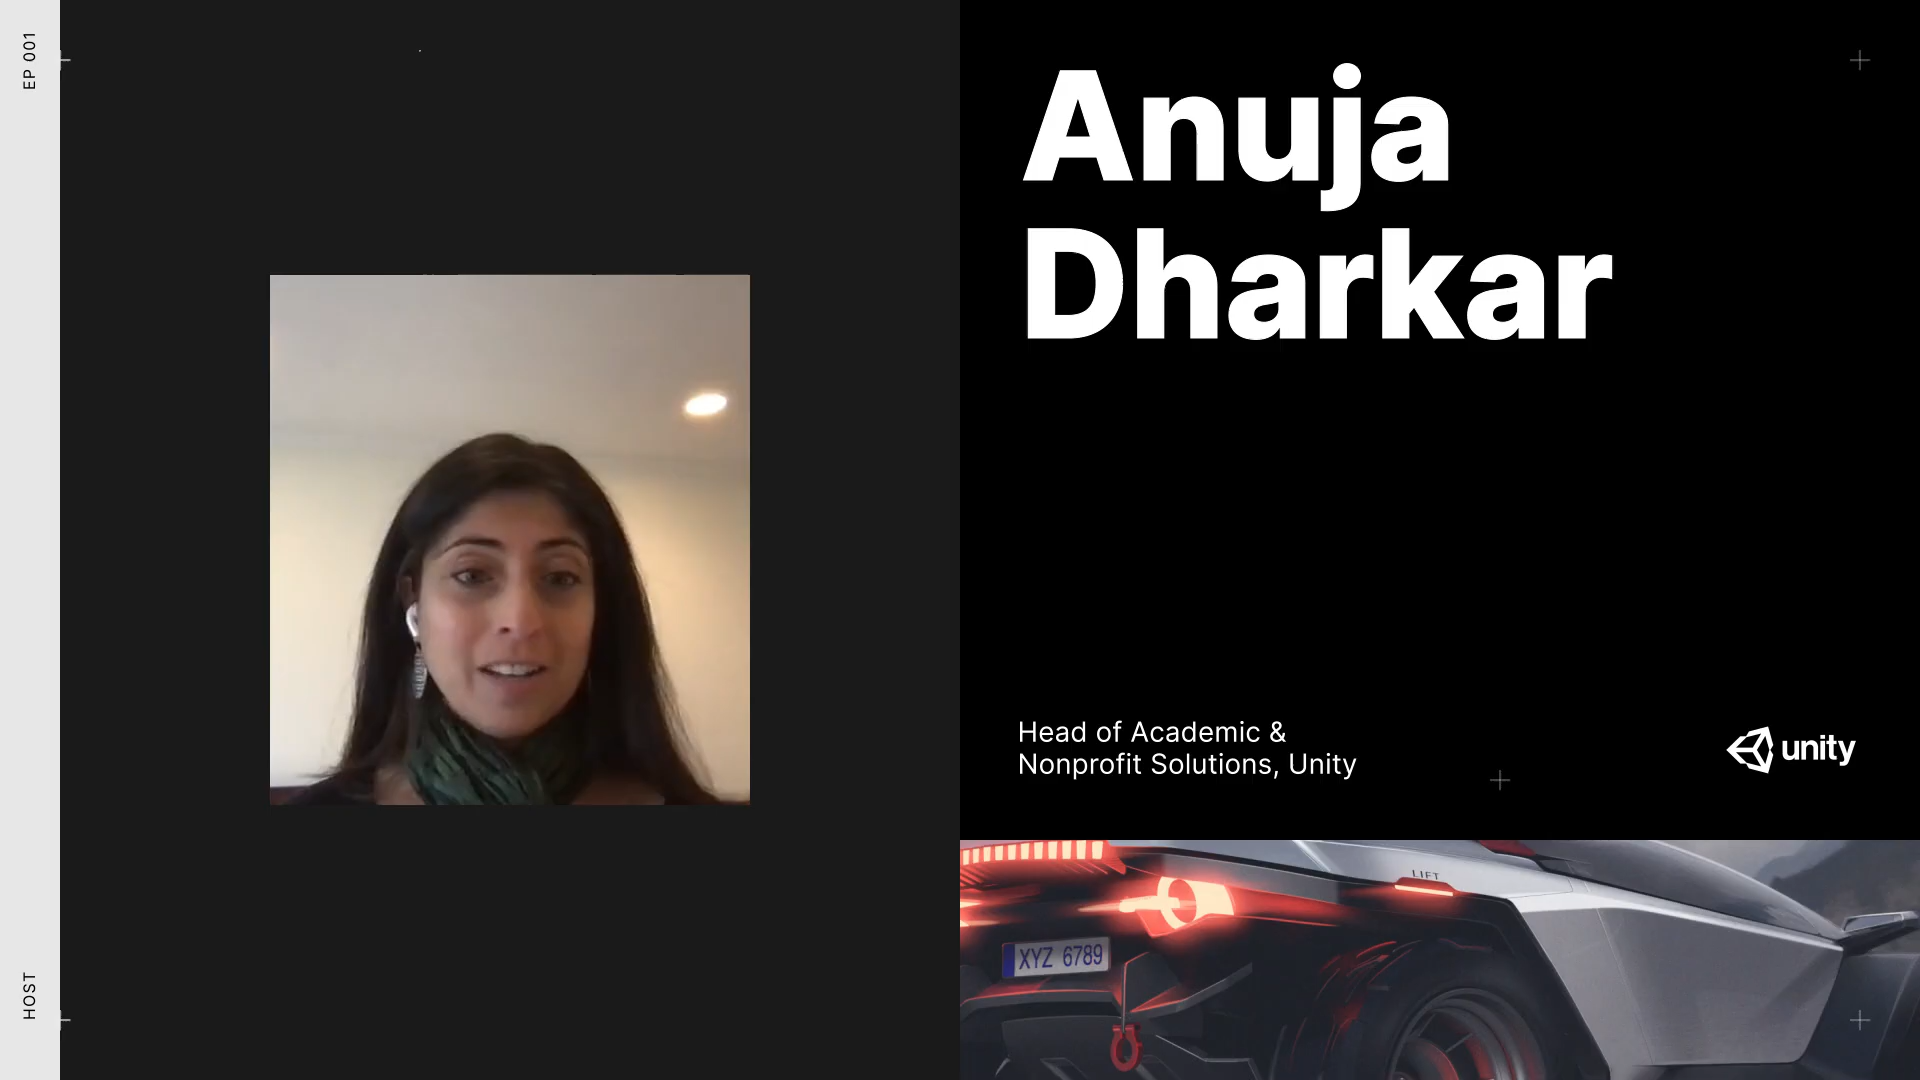 EP 001
HOST
Anuja
Dharkar
Head of Academic &
Nonprofit Solutions, Unity
unity
LIFT
XYZ 6789